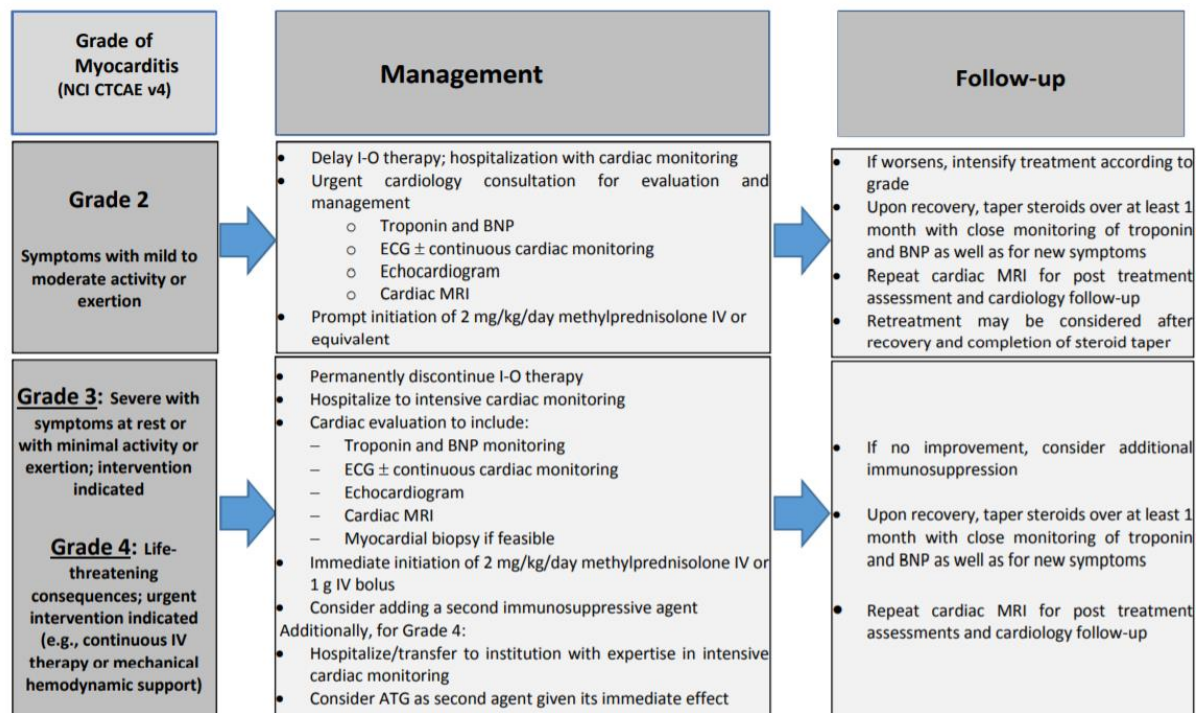 Grade of
Myocarditis
(NCI CTCAE v4)
Management
Follow-up
Grade 2
Symptoms with mild to
moderate activity or
exertion
• Delay I-O therapy; hospitalization with cardiac monitoring
• Urgent cardiology consultation for evaluation and
management
o Troponin and BNP
o ECG ± continuous cardiac monitoring
o Echocardiogram
o Cardiac MRI
• Prompt initiation of 2 mg/kg/day methylprednisolone IV or
equivalent
• If worsens, intensify treatment according to
grade
• Upon recovery, taper steroids over at least 1
month with close monitoring of troponin
and BNP as well as for new symptoms
• Repeat cardiac MRI for post treatment
assessment and cardiology follow-up
• Retreatment may be considered after
recovery and completion of steroid taper
Grade 3: Severe with
symptoms at rest or
with minimal activity or
exertion; intervention
indicated
Grade 4: Life-
threatening
consequences; urgent
intervention indicated
(e.g., continuous IV
therapy or mechanical
hemodynamic support)
• Permanently discontinue I-O therapy
• Hospitalize to intensive cardiac monitoring
• Cardiac evaluation to include:
– Troponin and BNP monitoring
– ECG ± continuous cardiac monitoring
– Echocardiogram
– Cardiac MRI
– Myocardial biopsy if feasible
• Immediate initiation of 2 mg/kg/day methylprednisolone IV or
1 g IV bolus
• Consider adding a second immunosuppressive agent
Additionally, for Grade 4:
• Hospitalize/transfer to institution with expertise in intensive
cardiac monitoring
• Consider ATG as second agent given its immediate effect
• If no improvement, consider additional
immunosuppression
• Upon recovery, taper steroids over at least 1
month with close monitoring of troponin
and BNP as well as for new symptoms
• Repeat cardiac MRI for post treatment
assessments and cardiology follow-up